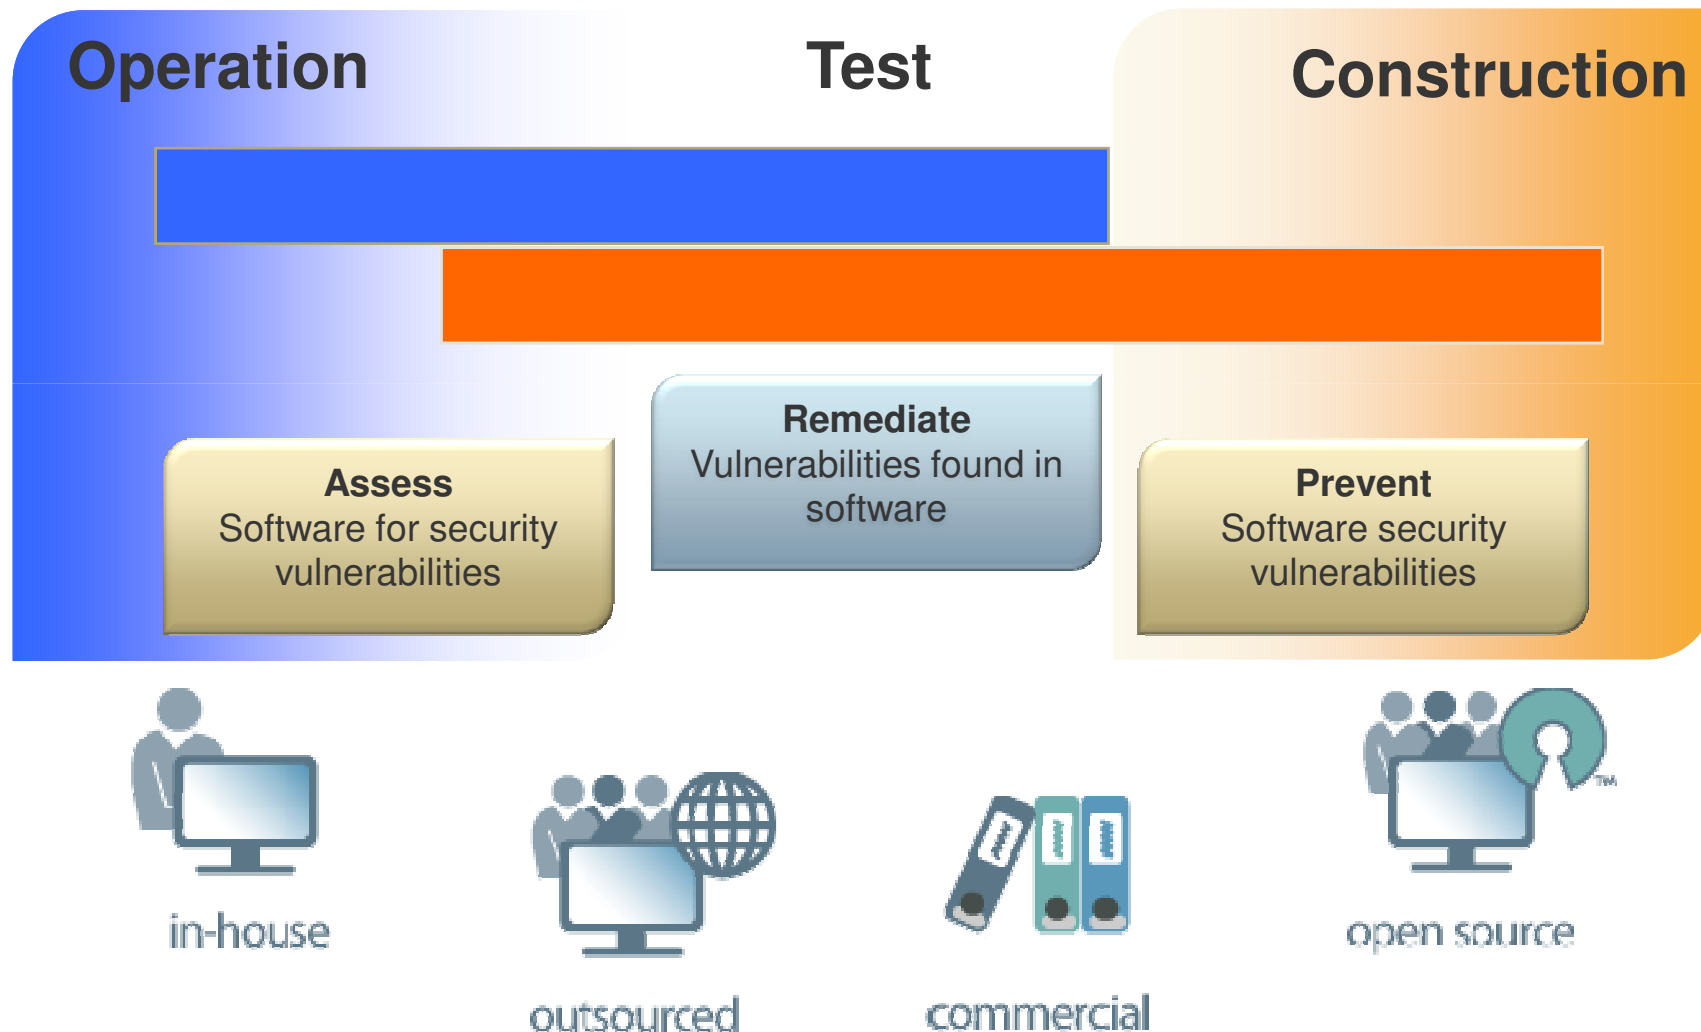 Operation
Test
Construction
Remediate
Vulnerabilities found in
software
Assess
Software for security
vulnerabilities
Prevent
Software security
vulnerabilities
in-house
outsourced
commercial
open source
TM